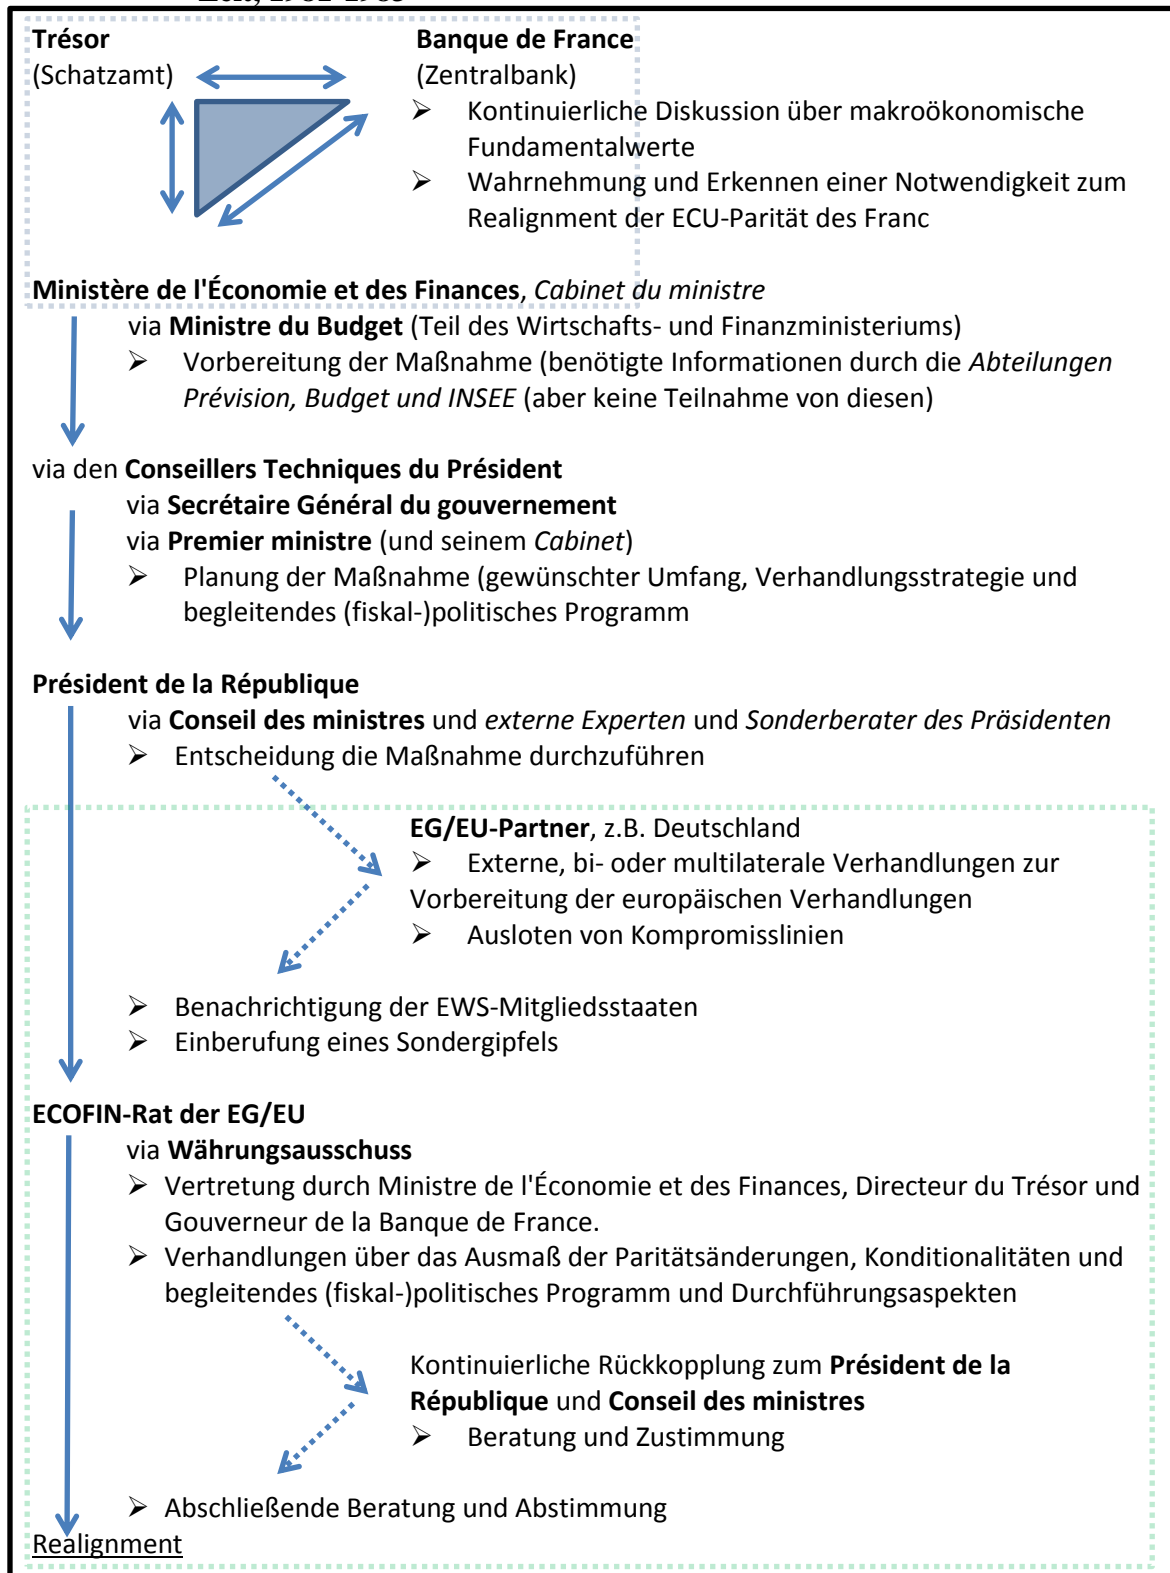 Zeit, 1981-1983
Trésor
Banque de France
(Schatzamt)
(Zentralbank)
➢ Kontinuierliche Diskussion über makroökonomische
Fundamentalwerte
➢ Wahrnehmung und Erkennen einer Notwendigkeit zum
Realignment der ECU-Parität des Franc
Ministère de l'Économie et des Finances, Cabinet du ministre
via Ministre du Budget (Teil des Wirtschafts- und Finanzministeriums)
➢ Vorbereitung der Maßnahme (benötigte Informationen durch die Abteilungen
Prévision, Budget und INSEE (aber keine Teilnahme von diesen)
via den Conseillers Techniques du Président
via Secrétaire Général du gouvernement
via Premier ministre (und seinem Cabinet)
➢ Planung der Maßnahme (gewünschter Umfang, Verhandlungsstrategie und
begleitendes (fiskal-)politisches Programm
Président de la République
via Conseil des ministres und externe Experten und Sonderberater des Präsidenten
➢ Entscheidung die Maßnahme durchzuführen
EG/EU-Partner, z.B. Deutschland
➢ Externe, bi- oder multilaterale Verhandlungen zur
Vorbereitung der europäischen Verhandlungen
➢ Ausloten von Kompromisslinien
➢ Benachrichtigung der EWS-Mitgliedsstaaten
➢ Einberufung eines Sondergipfels
ECOFIN-Rat der EG/EU
via Währungsausschuss
➢ Vertretung durch Ministre de l'Économie et des Finances, Directeur du Trésor und
Gouverneur de la Banque de France.
➢ Verhandlungen über das Ausmaß der Paritätsänderungen, Konditionalitäten und
begleitendes (fiskal-)politisches Programm und Durchführungsaspekten
Kontinuierliche Rückkopplung zum Président de la
République und Conseil des ministres
➢ Beratung und Zustimmung
➢ Abschließende Beratung und Abstimmung
Realignment